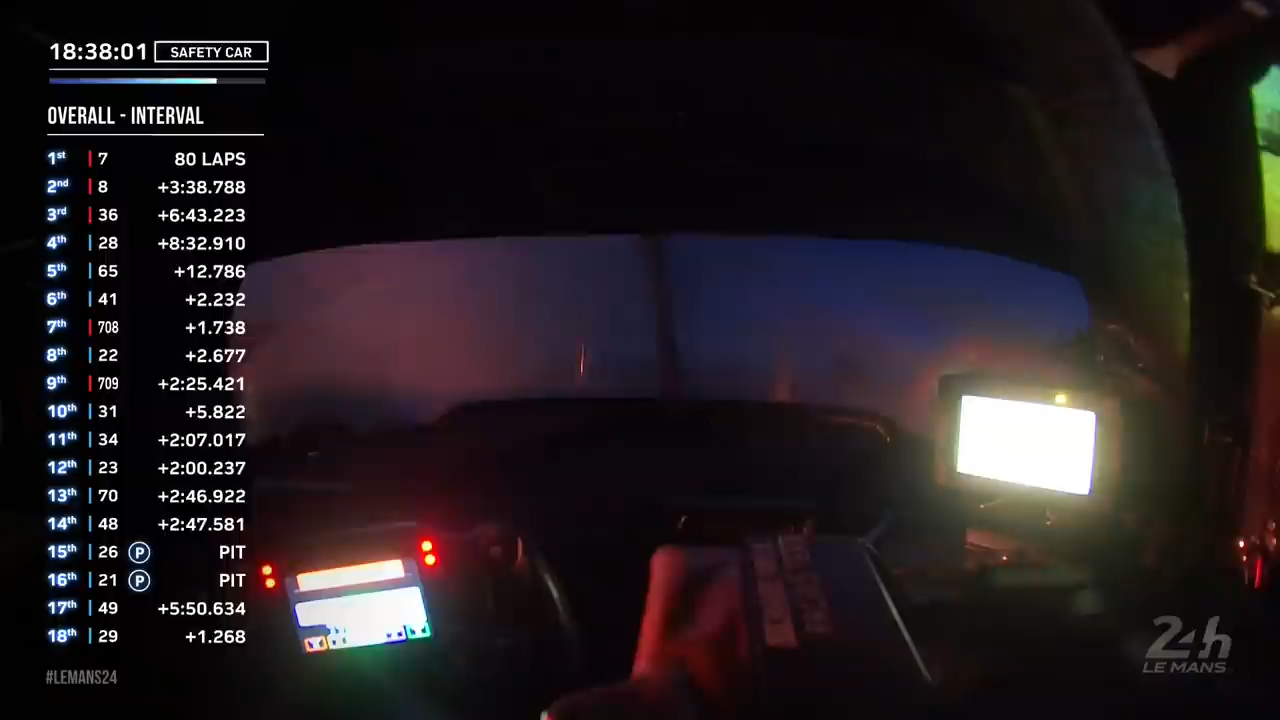 18:38:01 SAFETY CAR
OVERALL - INTERVAL
1st 7 80 LAPS
2nd 8 +3:38.788
3rd 36 +6:43.223
4th 28 +8:32.910
5th 65 +12.786
6th 41 +2.232
7th 708 +1.738
8th 22 +2.677
9th 709 +2:25.421
10th 31 +5.822
11th 34 +2:07.017
12th 23 +2:00.237
13th 70 +2:46.922
14th 48 +2:47.581
15th 26 P PIT
16th 21 P PIT
17th 49 +5:50.634
18th 29 +1.268
#LEMANS24
24h
LE MANS